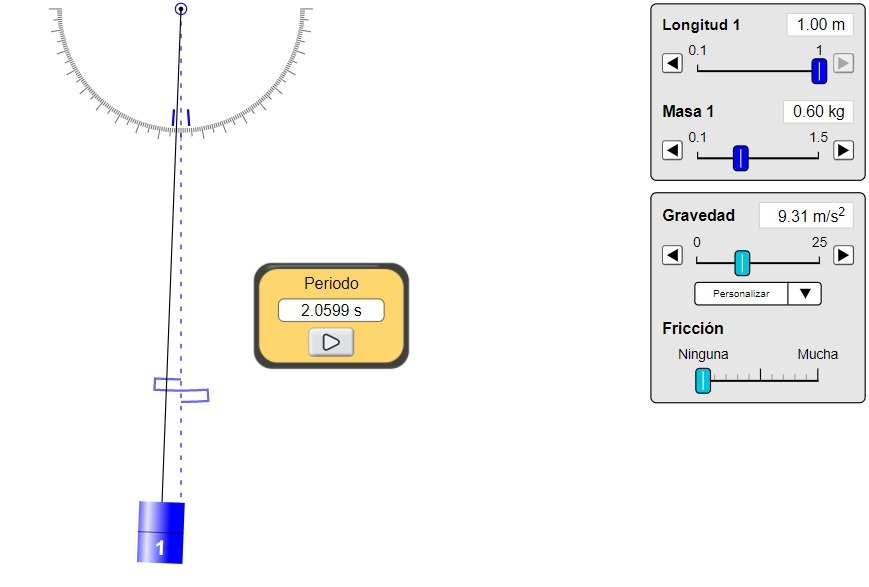 Longitud 1
1.00 m
0.1
1
Masa 1
0.60 kg
0.1
1.5
Gravedad
9.31 m/s²
0
25
Personalizar
Fricción
Ninguna
Mucha
Periodo
2.0599 s
1